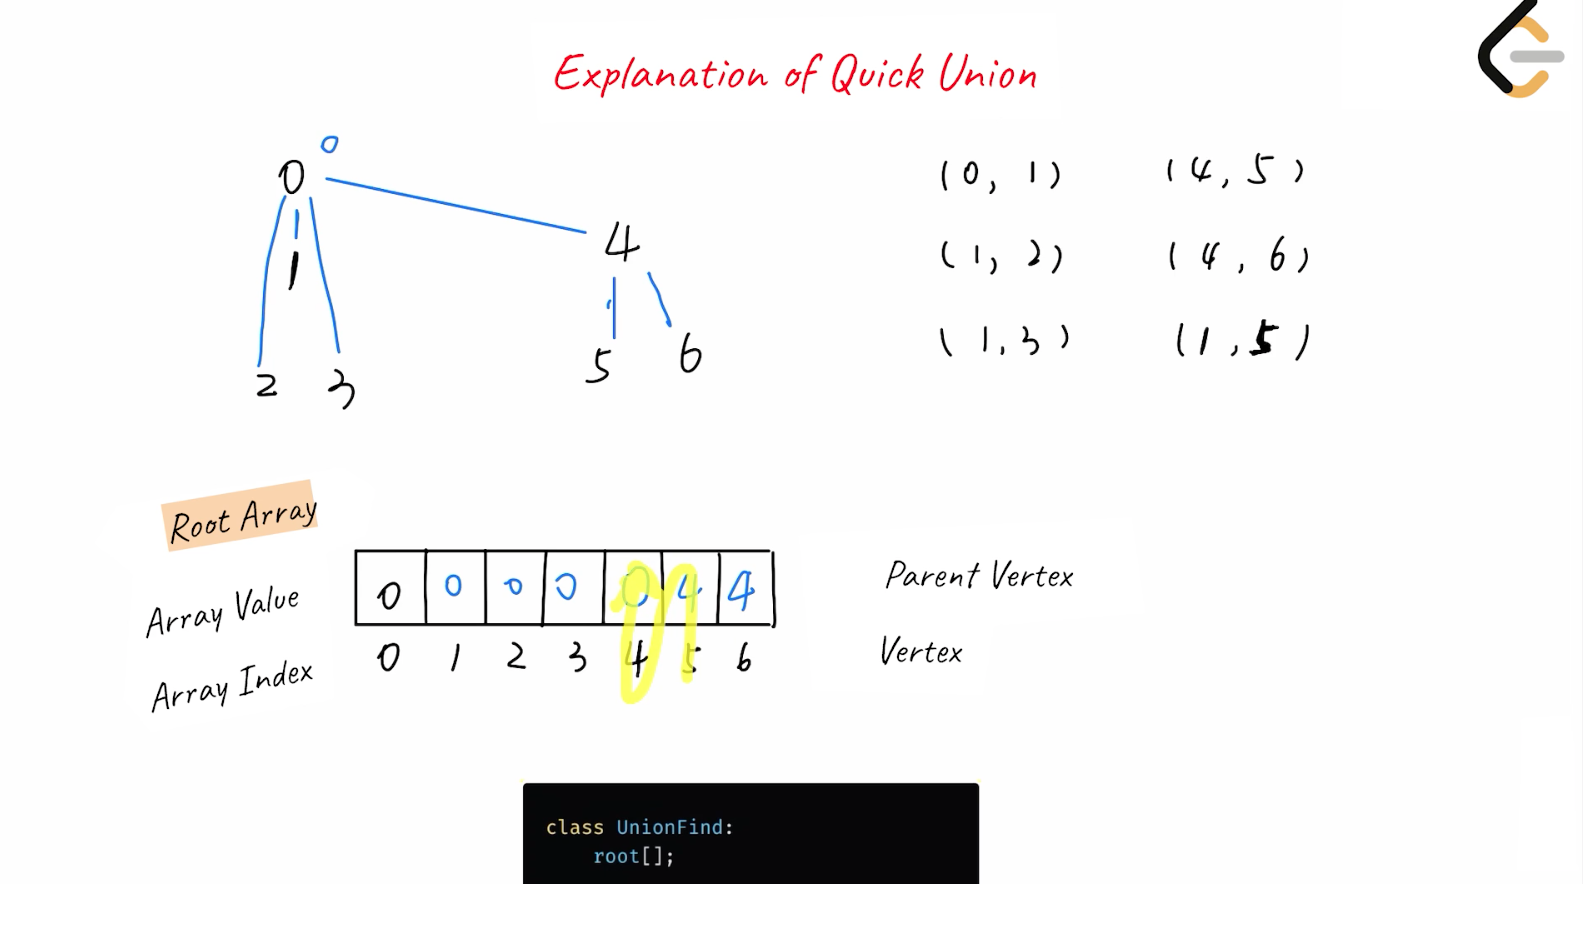 Explanation of Quick Union
0
0
(0, 1) (4, 5)
4
1
(1, 2) (4, 6)
(1, 3) (1, 5)
5 6
2 3
Root Array
Array Value 0 0 0 0 0 4 4 Parent Vertex
Array Index 0 1 2 3 4 5 6 Vertex
class UnionFind:
root[];